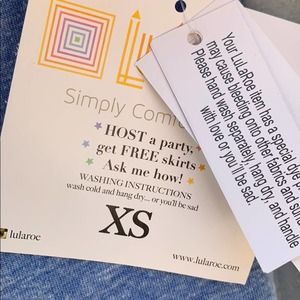 Simply Com
HOST a party,
get FREE skirts
Ask me how!
WASHING INSTRUCTIONS
wash cold and hang dry... or you'll be sad
XS
lularoe
www.lularoe.com
Your LuLaRoe item has a special dye
may cause bleeding onto other fabrics and
Please hand wash separately, hang dry, and handle
with love or you'll be sad.